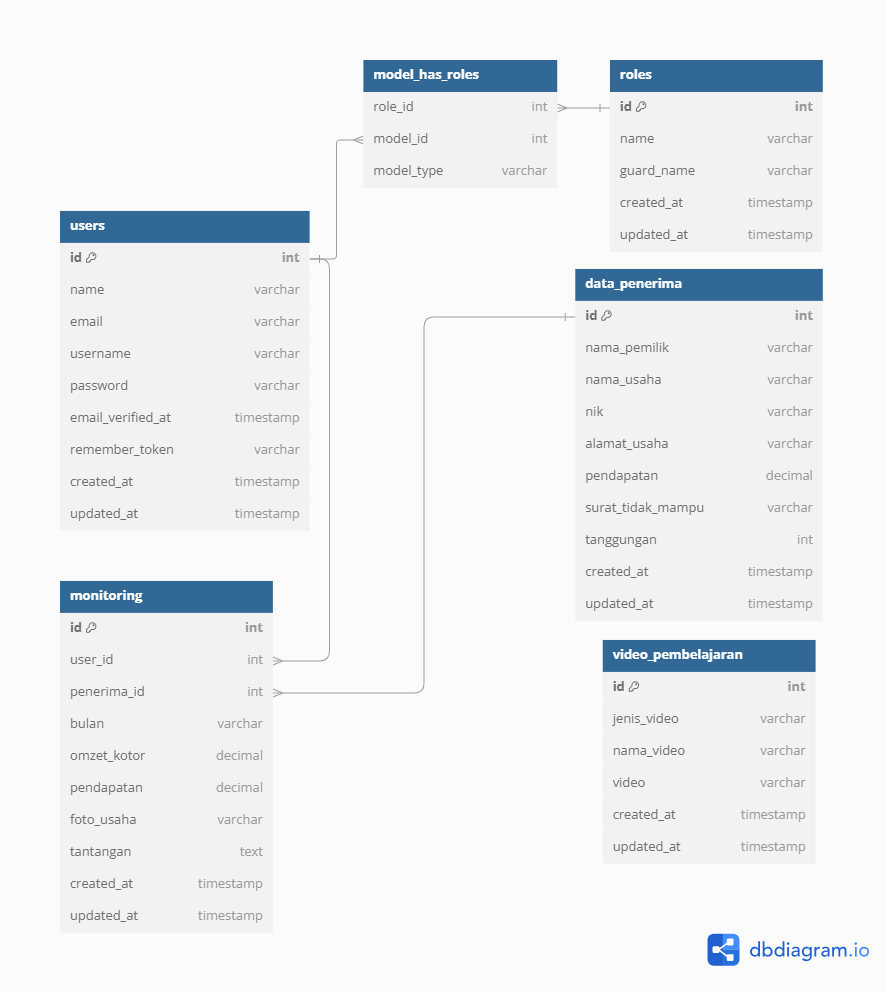 model_has_roles
role_id int
model_id int
model_type varchar
roles
id int
name varchar
guard_name varchar
created_at timestamp
updated_at timestamp
users
id int
name varchar
email varchar
username varchar
password varchar
email_verified_at timestamp
remember_token varchar
created_at timestamp
updated_at timestamp
data_penerima
id int
nama_pemilik varchar
nama_usaha varchar
nik varchar
alamat_usaha varchar
pendapatan decimal
surat_tidak_mampu varchar
tanggungan int
created_at timestamp
updated_at timestamp
monitoring
id int
user_id int
penerima_id int
bulan varchar
omzet_kotor decimal
pendapatan decimal
foto_usaha varchar
tantangan text
created_at timestamp
updated_at timestamp
video_pembelajaran
id int
jenis_video varchar
nama_video varchar
video varchar
created_at timestamp
updated_at timestamp
dbdiagram.io